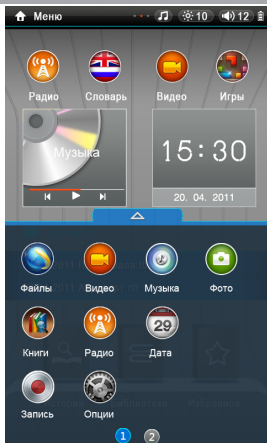 Меню 10 12
Радио Словарь Видео Игры
Музыка
15:30
20. 04. 2011
Файлы Видео Музыка Фото
Книги Радио 29 Дата
Запись Опции
1 2